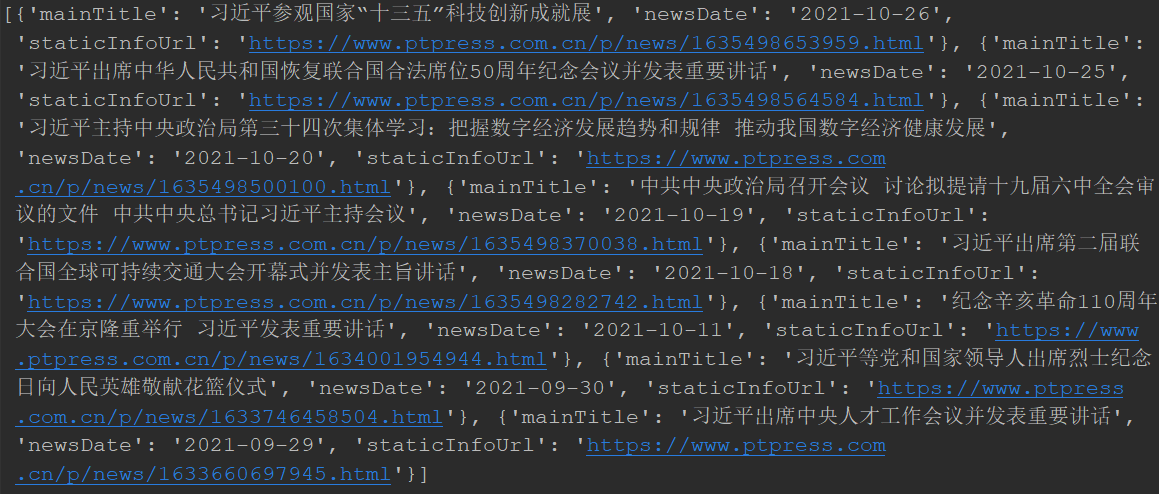 [{'mainTitle': '习近平参观国家“十三五”科技创新成就展', 'newsDate': '2021-10-26',
'staticInfoUrl': 'https://www.ptpress.com.cn/p/news/1635498653959.html'}, {'mainTitle':
'习近平出席中华人民共和国恢复联合国合法席位50周年纪念会议并发表重要讲话', 'newsDate': '2021-10-25',
'staticInfoUrl': 'https://www.ptpress.com.cn/p/news/1635498564584.html'}, {'mainTitle':
'习近平主持中央政治局第三十四次集体学习：把握数字经济发展趋势和规律 推动我国数字经济健康发展',
'newsDate': '2021-10-20', 'staticInfoUrl': 'https://www.ptpress.com
.cn/p/news/1635498500100.html'}, {'mainTitle': '中共中央政治局召开会议 讨论拟提请十九届六中全会审
议的文件 中共中央总书记习近平主持会议', 'newsDate': '2021-10-19', 'staticInfoUrl':
'https://www.ptpress.com.cn/p/news/1635498370038.html'}, {'mainTitle': '习近平出席第二届联
合国全球可持续交通大会开幕式并发表主旨讲话', 'newsDate': '2021-10-18', 'staticInfoUrl':
'https://www.ptpress.com.cn/p/news/1635498282742.html'}, {'mainTitle': '纪念辛亥革命110周年
大会在京隆重举行 习近平发表重要讲话', 'newsDate': '2021-10-11', 'staticInfoUrl': 'https://www
.ptpress.com.cn/p/news/1634001954944.html'}, {'mainTitle': '习近平等党和国家领导人出席烈士纪念
日向人民英雄敬献花篮仪式', 'newsDate': '2021-09-30', 'staticInfoUrl': 'https://www.ptpress
.com.cn/p/news/1633746458504.html'}, {'mainTitle': '习近平出席中央人才工作会议并发表重要讲话',
'newsDate': '2021-09-29', 'staticInfoUrl': 'https://www.ptpress.com
.cn/p/news/1633660697945.html'}]